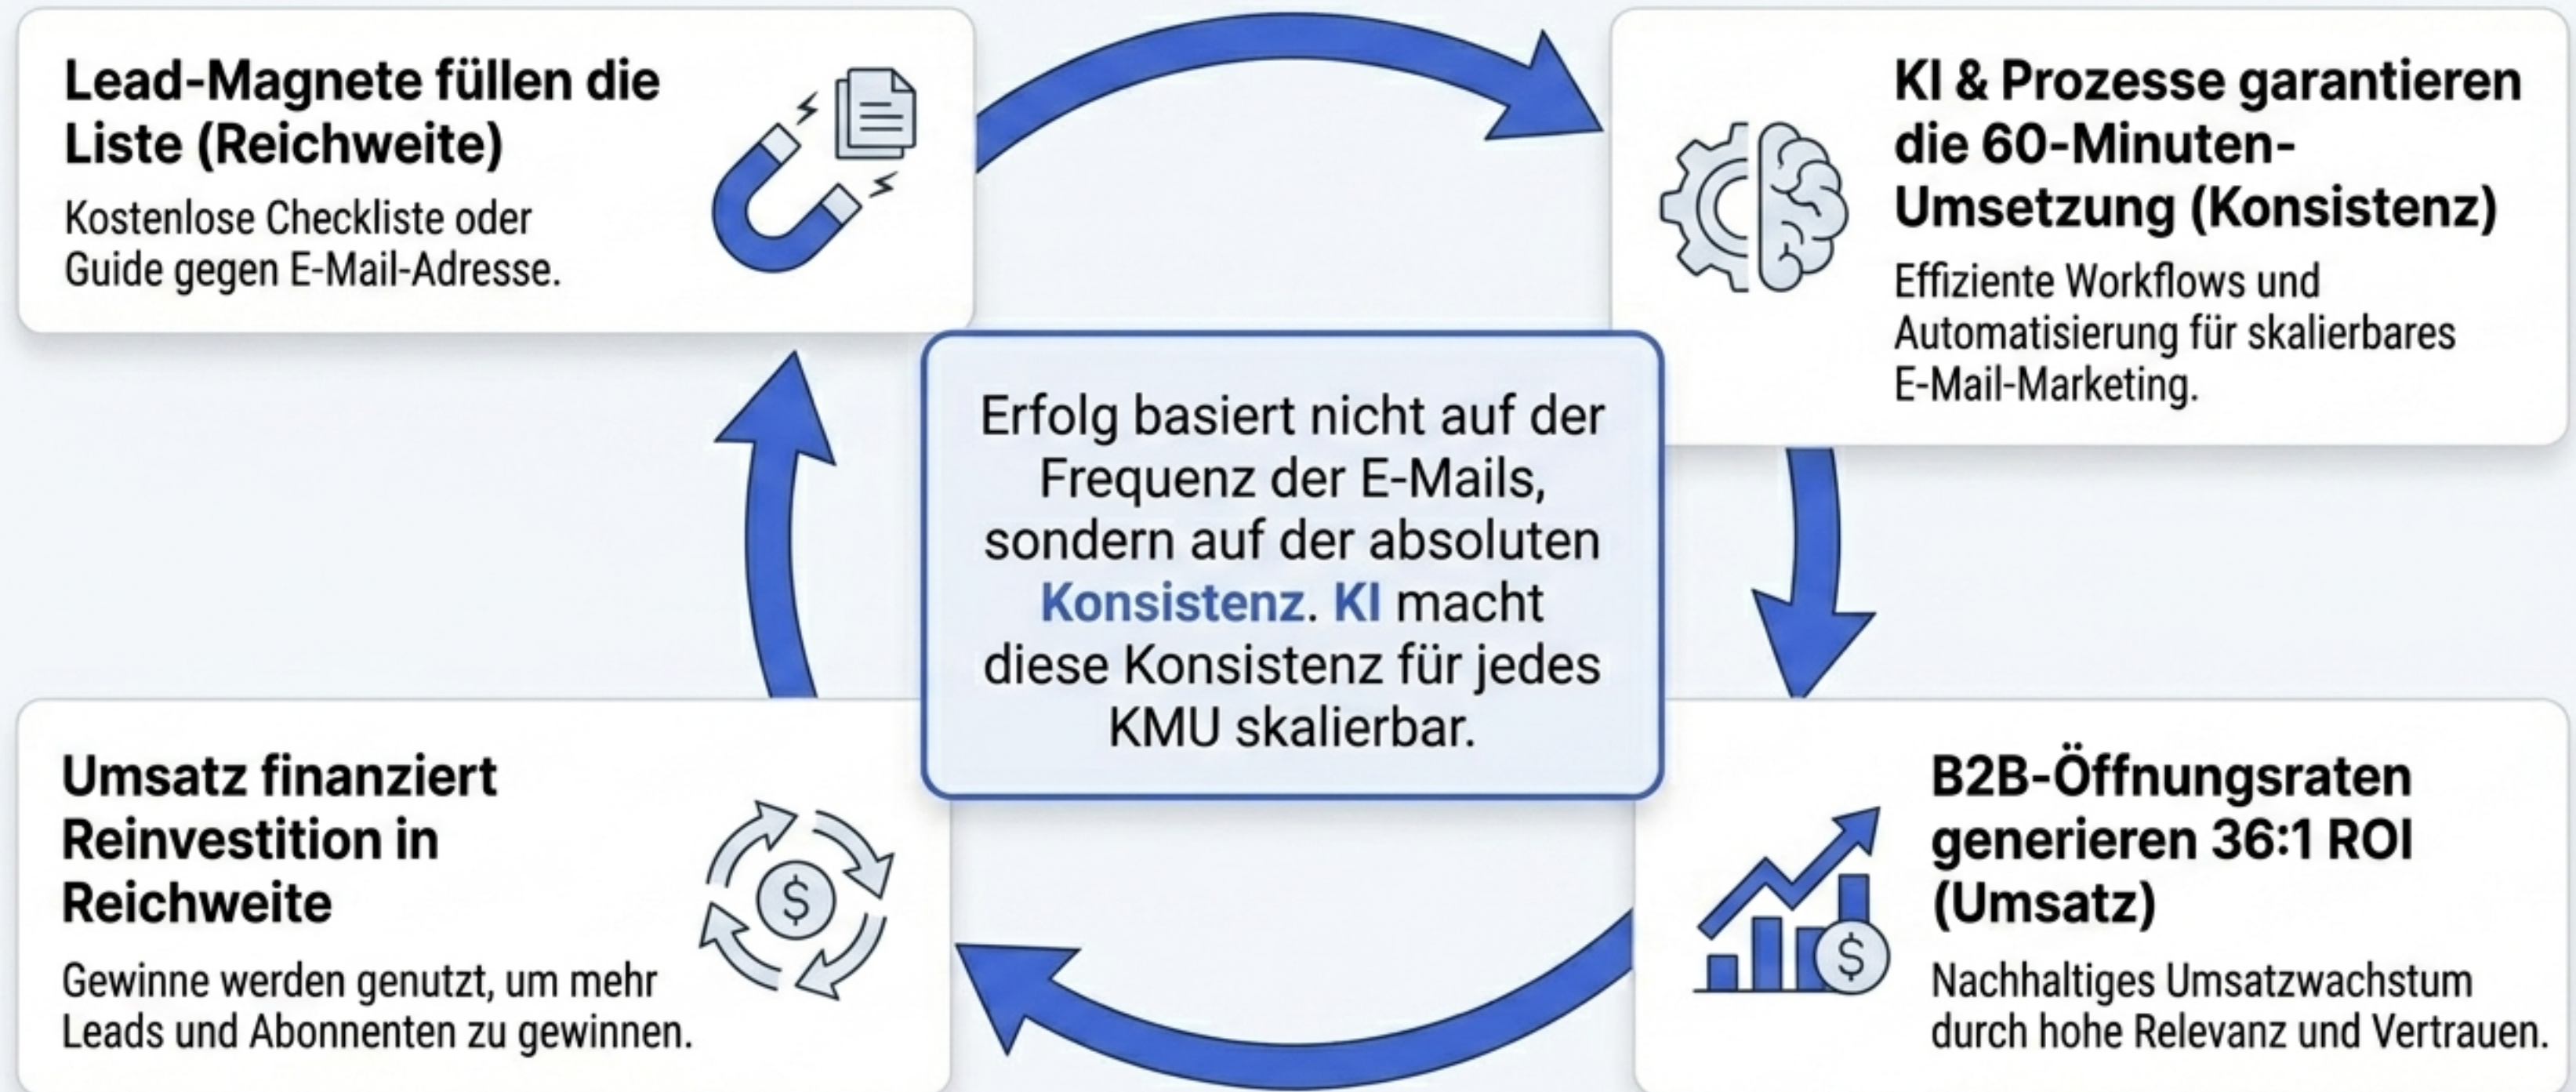 Lead-Magnete füllen die
Liste (Reichweite)
Kostenlose Checkliste oder
Guide gegen E-Mail-Adresse.
KI & Prozesse garantieren
die 60-Minuten-
Umsetzung (Konsistenz)
Effiziente Workflows und
Automatisierung für skalierbares
E-Mail-Marketing.
Erfolg basiert nicht auf der
Frequenz der E-Mails,
sondern auf der absoluten
Konsistenz. KI macht
diese Konsistenz für jedes
KMU skalierbar.
Umsatz finanziert
Reinvestition in
Reichweite
Gewinne werden genutzt, um mehr
Leads und Abonnenten zu gewinnen.
$
B2B-Öffnungsraten
generieren 36:1 ROI
(Umsatz)
Nachhaltiges Umsatzwachstum
durch hohe Relevanz und Vertrauen.
$